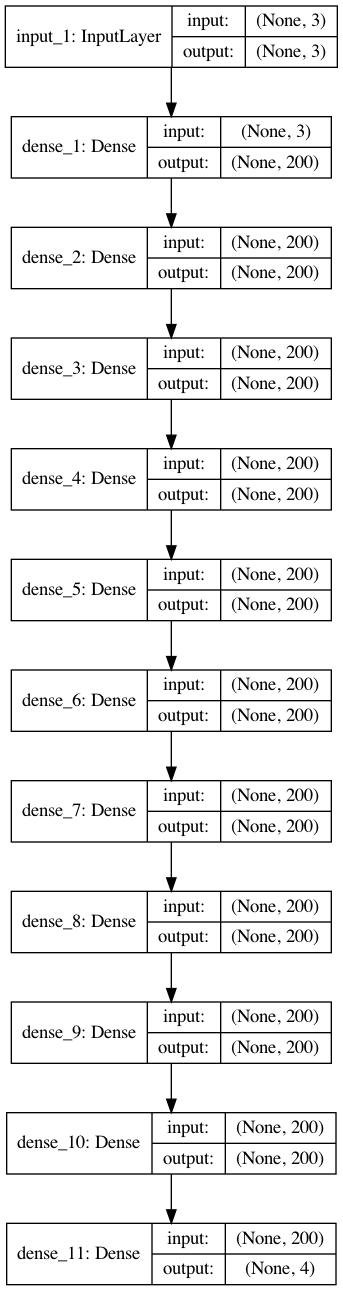 input_1: InputLayer
input: (None, 3)
output: (None, 3)
dense_1: Dense
input: (None, 3)
output: (None, 200)
dense_2: Dense
input: (None, 200)
output: (None, 200)
dense_3: Dense
input: (None, 200)
output: (None, 200)
dense_4: Dense
input: (None, 200)
output: (None, 200)
dense_5: Dense
input: (None, 200)
output: (None, 200)
dense_6: Dense
input: (None, 200)
output: (None, 200)
dense_7: Dense
input: (None, 200)
output: (None, 200)
dense_8: Dense
input: (None, 200)
output: (None, 200)
dense_9: Dense
input: (None, 200)
output: (None, 200)
dense_10: Dense
input: (None, 200)
output: (None, 200)
dense_11: Dense
input: (None, 200)
output: (None, 4)